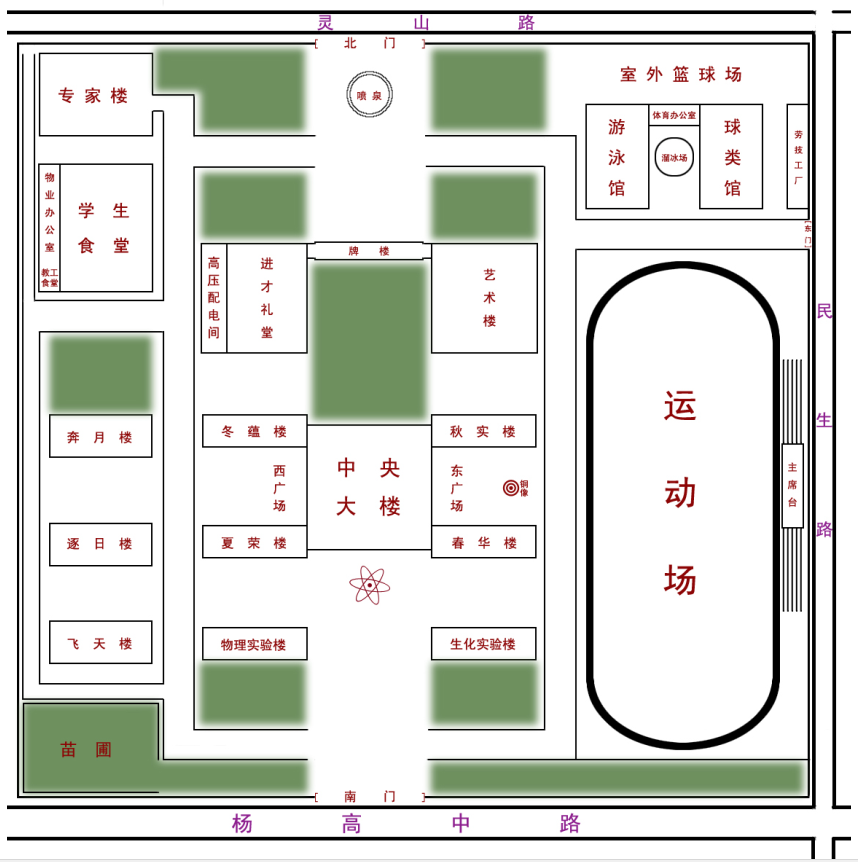 灵山路
北门
专家楼
喷泉
室外篮球场
游泳馆
体育办公室
溜冰场
球类馆
劳技工厂
物业办公室
教工食堂
学生食堂
东门
牌楼
高压配电间
进才礼堂
艺术楼
民生路
运动场
主席台
奔月楼
冬蕴楼
秋实楼
中央大楼
西广场
东广场
铜像
逐日楼
夏荣楼
春华楼
飞天楼
物理实验楼
生化实验楼
苗圃
南门
杨高中路